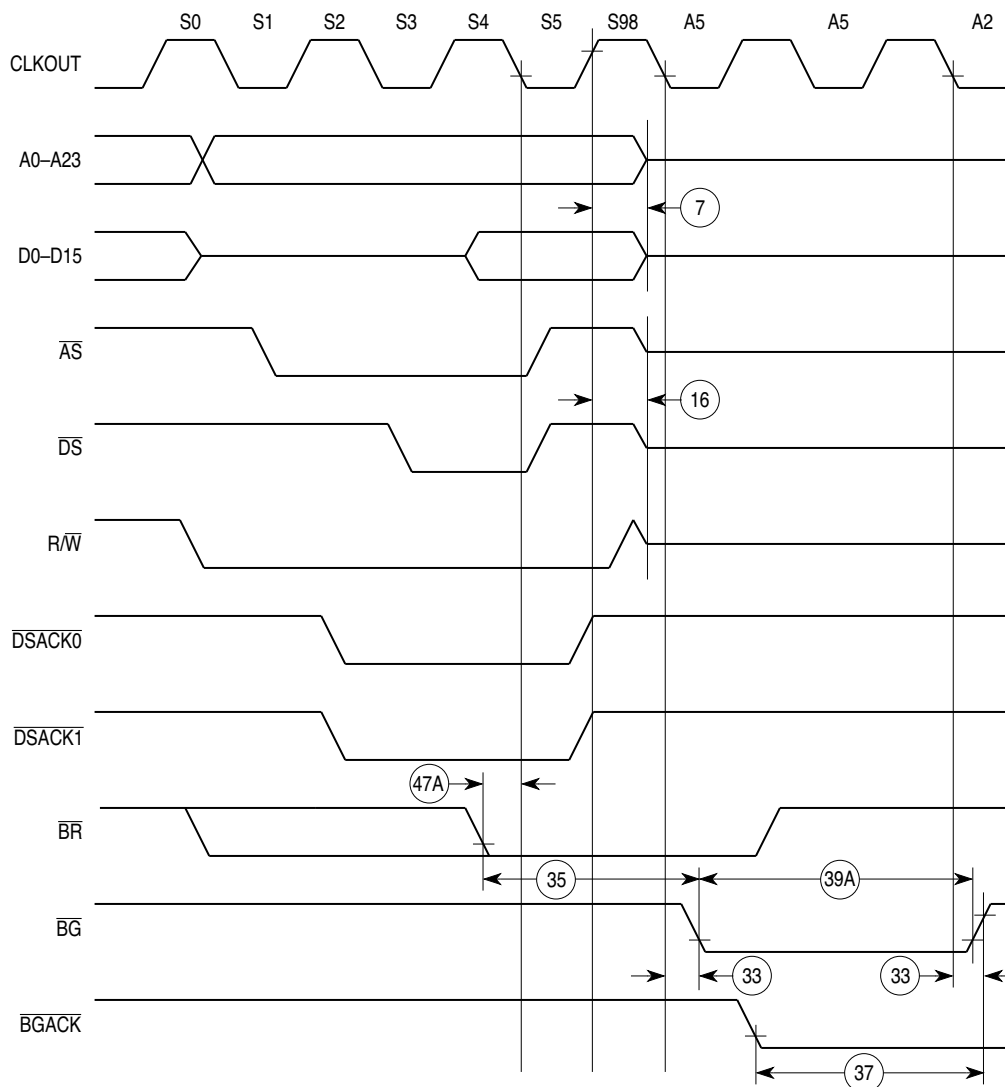 S0 S1 S2 S3 S4 S5 S98 A5 A5 A2
CLKOUT
A0–A23
7
D0–D15
AS
16
DS
R/W
DSACK0
DSACK1
47A
BR
35 39A
BG
33 33
BGACK
37